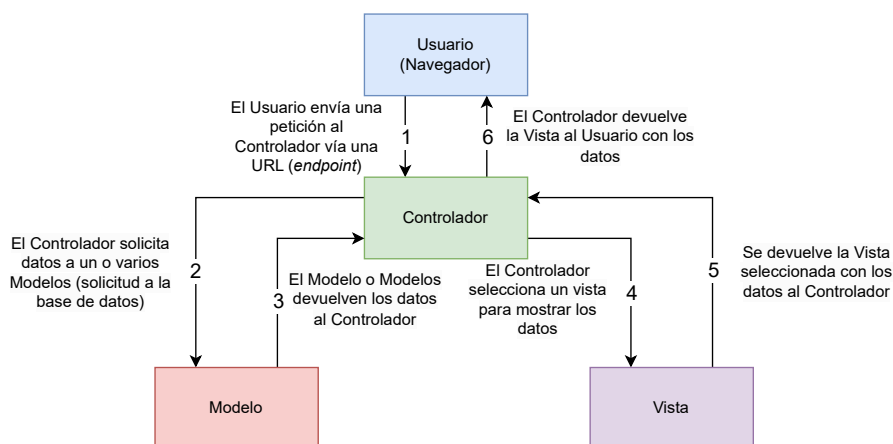 Usuario
(Navegador)
El Usuario envía una
petición al
Controlador vía una
URL (endpoint)
1
6
El Controlador devuelve
la Vista al Usuario con los
datos
Controlador
El Controlador solicita
datos a un o varios
Modelos (solicitud a la
base de datos)
2
3
El Modelo o Modelos
devuelven los datos
al Controlador
El Controlador
selecciona un vista
para mostrar los
datos
4
5
Se devuelve la Vista
seleccionada con los
datos al Controlador
Modelo
Vista